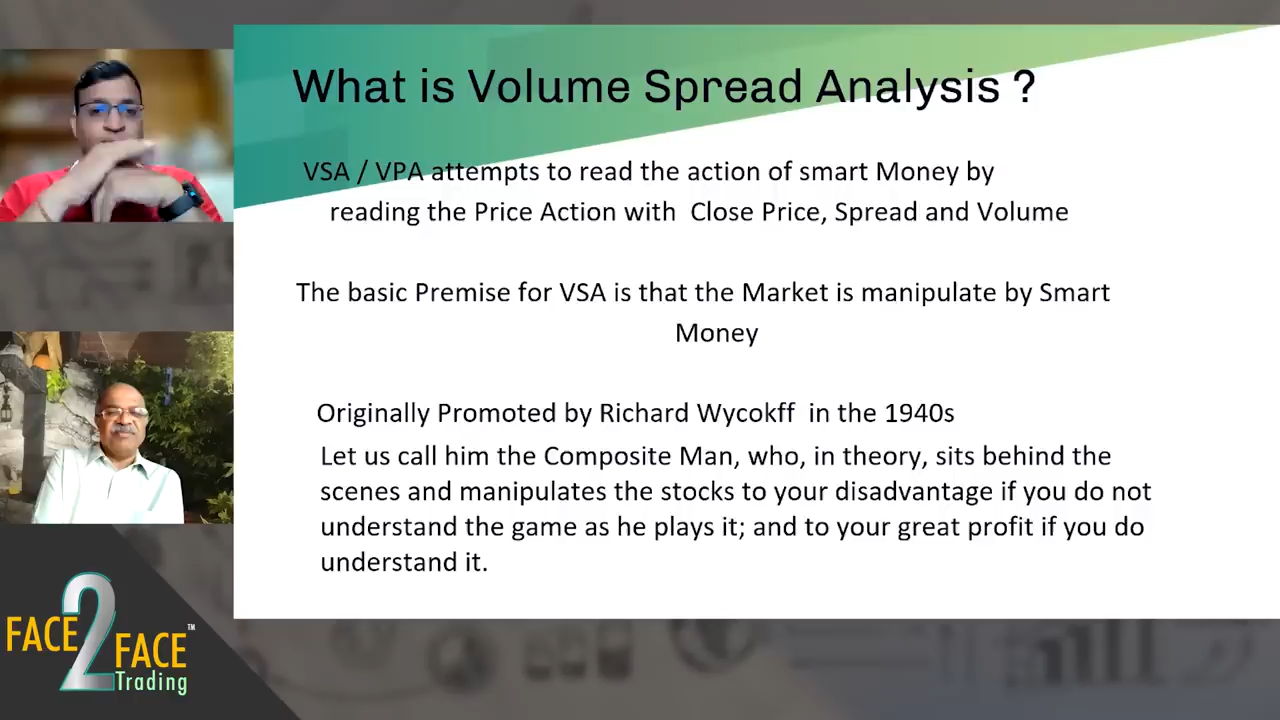 What is Volume Spread Analysis ?
VSA / VPA attempts to read the action of smart Money by
reading the Price Action with Close Price, Spread and Volume
The basic Premise for VSA is that the Market is manipulate by Smart
Money
Originally Promoted by Richard Wycokff in the 1940s
Let us call him the Composite Man, who, in theory, sits behind the
scenes and manipulates the stocks to your disadvantage if you do not
understand the game as he plays it; and to your great profit if you do
understand it.
FACE 2 FACE ™
Trading